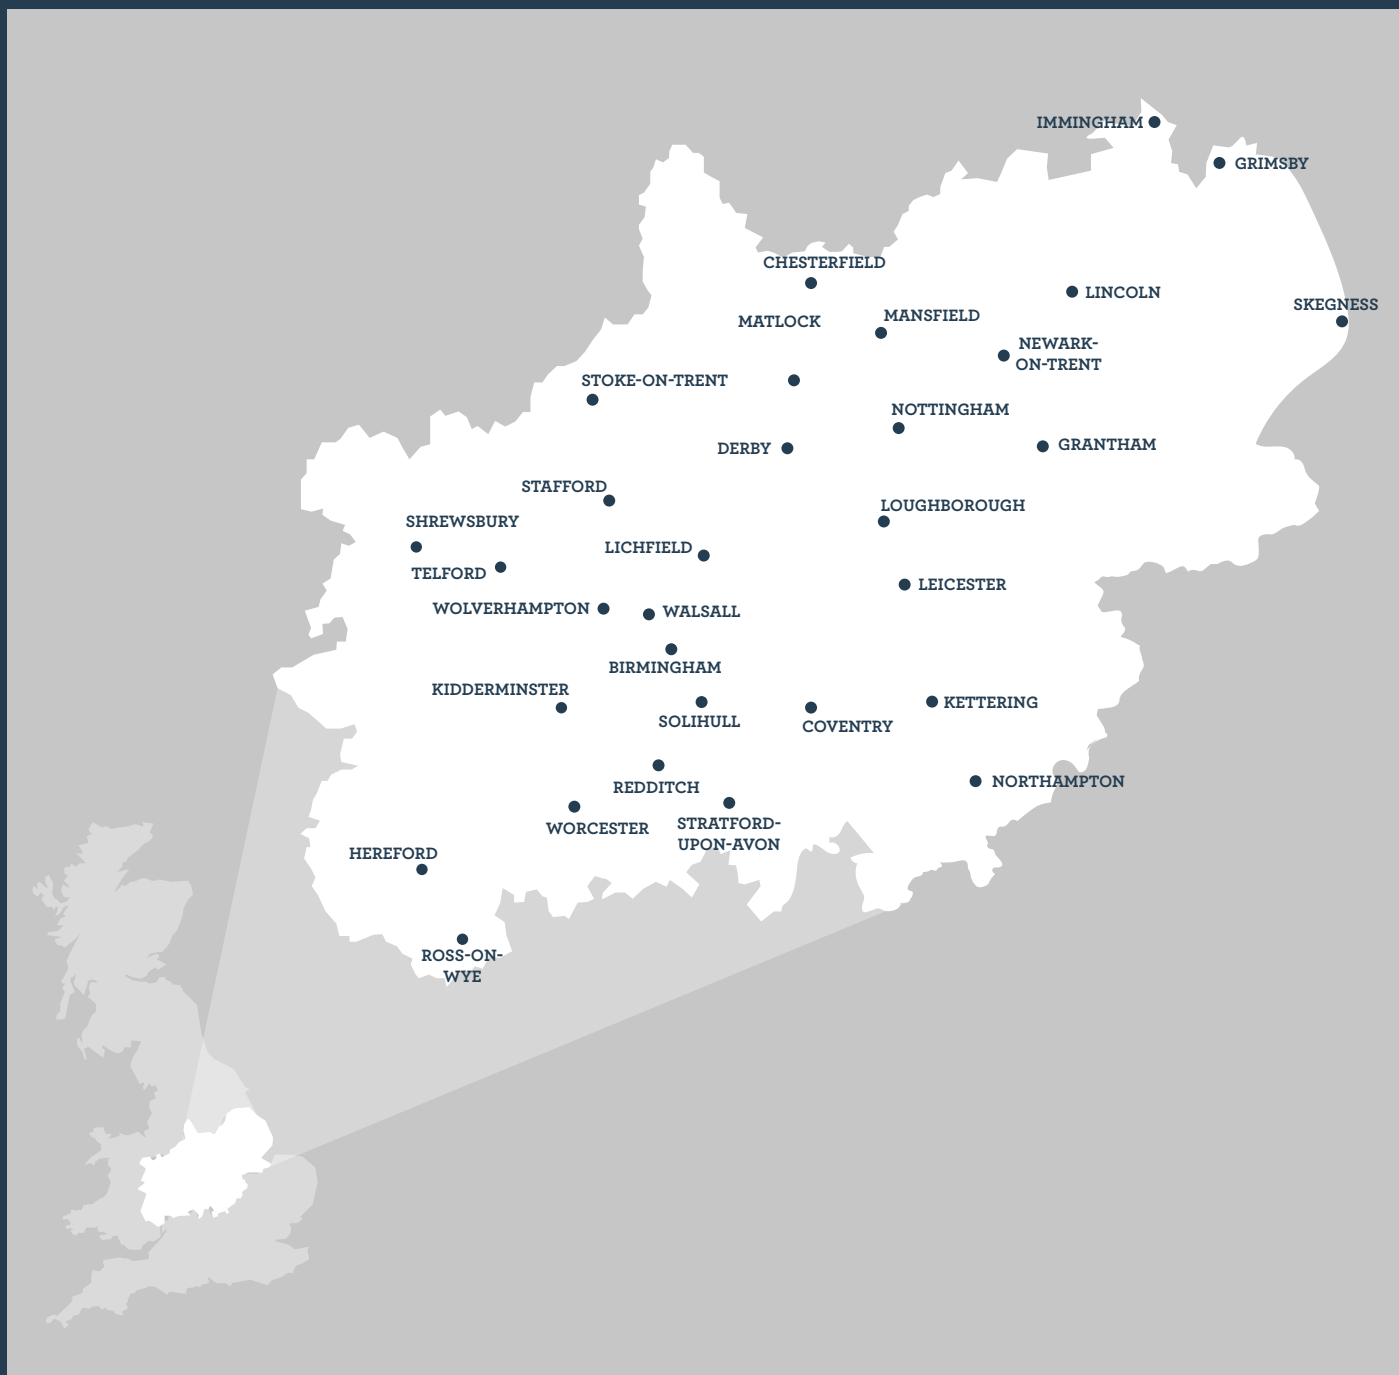 IMMINGHAM
GRIMSBY
CHESTERFIELD
LINCOLN
SKEGNESS
MATLOCK
MANSFIELD
NEWARK-
ON-TRENT
STOKE-ON-TRENT
NOTTINGHAM
DERBY
GRANTHAM
STAFFORD
LOUGHBOROUGH
SHREWSBURY
LICHFIELD
TELFORD
LEICESTER
WOLVERHAMPTON
WALSALL
BIRMINGHAM
KIDDERMINSTER
SOLIHULL
COVENTRY
KETTERING
REDDITCH
NORTHAMPTON
WORCESTER
STRATFORD-
UPON-AVON
HEREFORD
ROSS-ON-
WYE